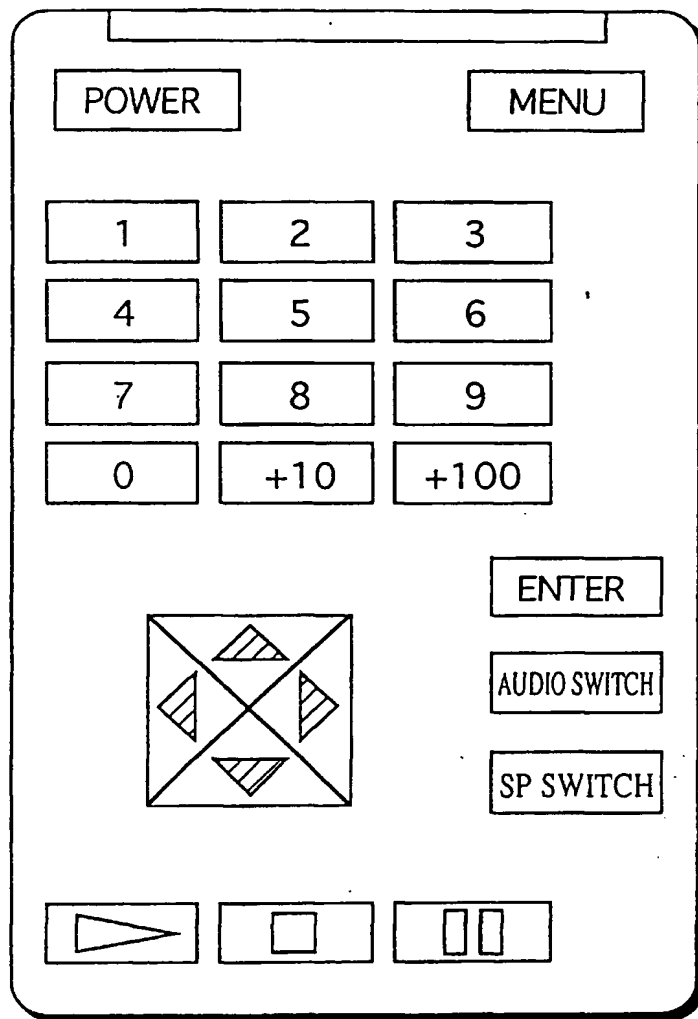 POWER MENU
1 2 3
4 5 6
7 8 9
0 +10 +100
ENTER
AUDIO SWITCH
SP SWITCH